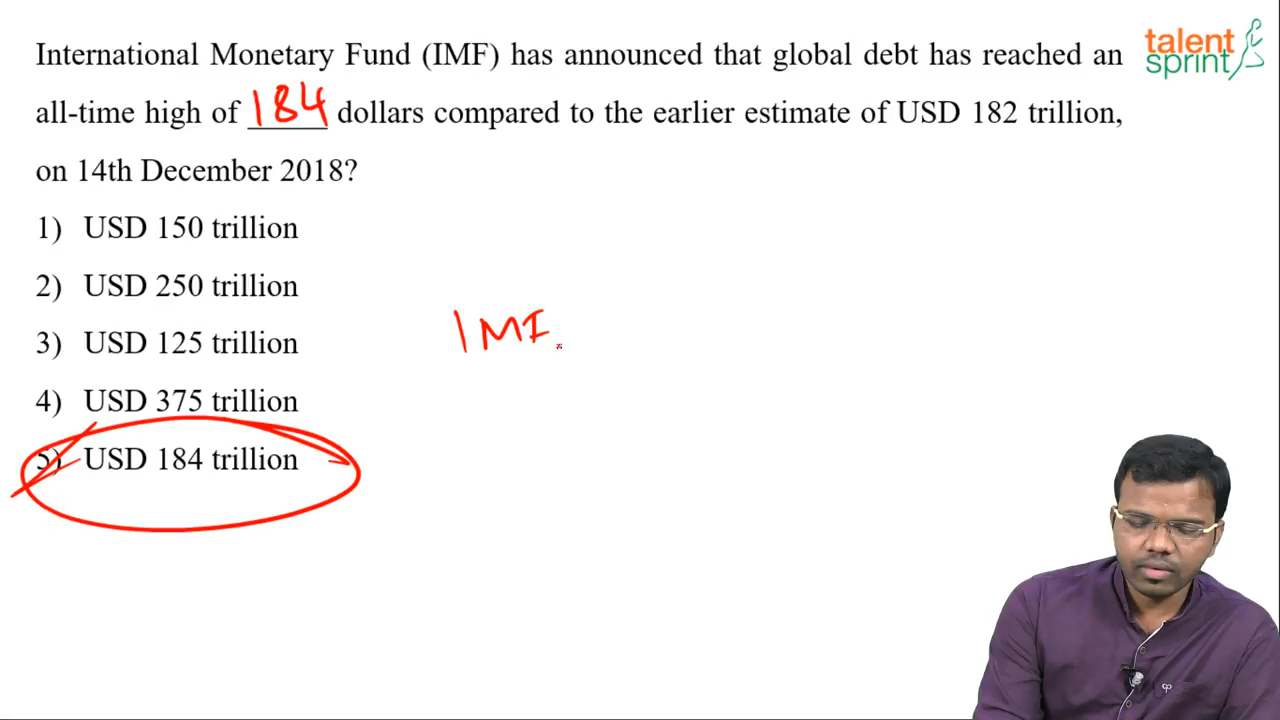 International Monetary Fund (IMF) has announced that global debt has reached an
all-time high of 184 dollars compared to the earlier estimate of USD 182 trillion,
on 14th December 2018?
1) USD 150 trillion
2) USD 250 trillion
3) USD 125 trillion
4) USD 375 trillion
5) USD 184 trillion
IMF
talent
sprint